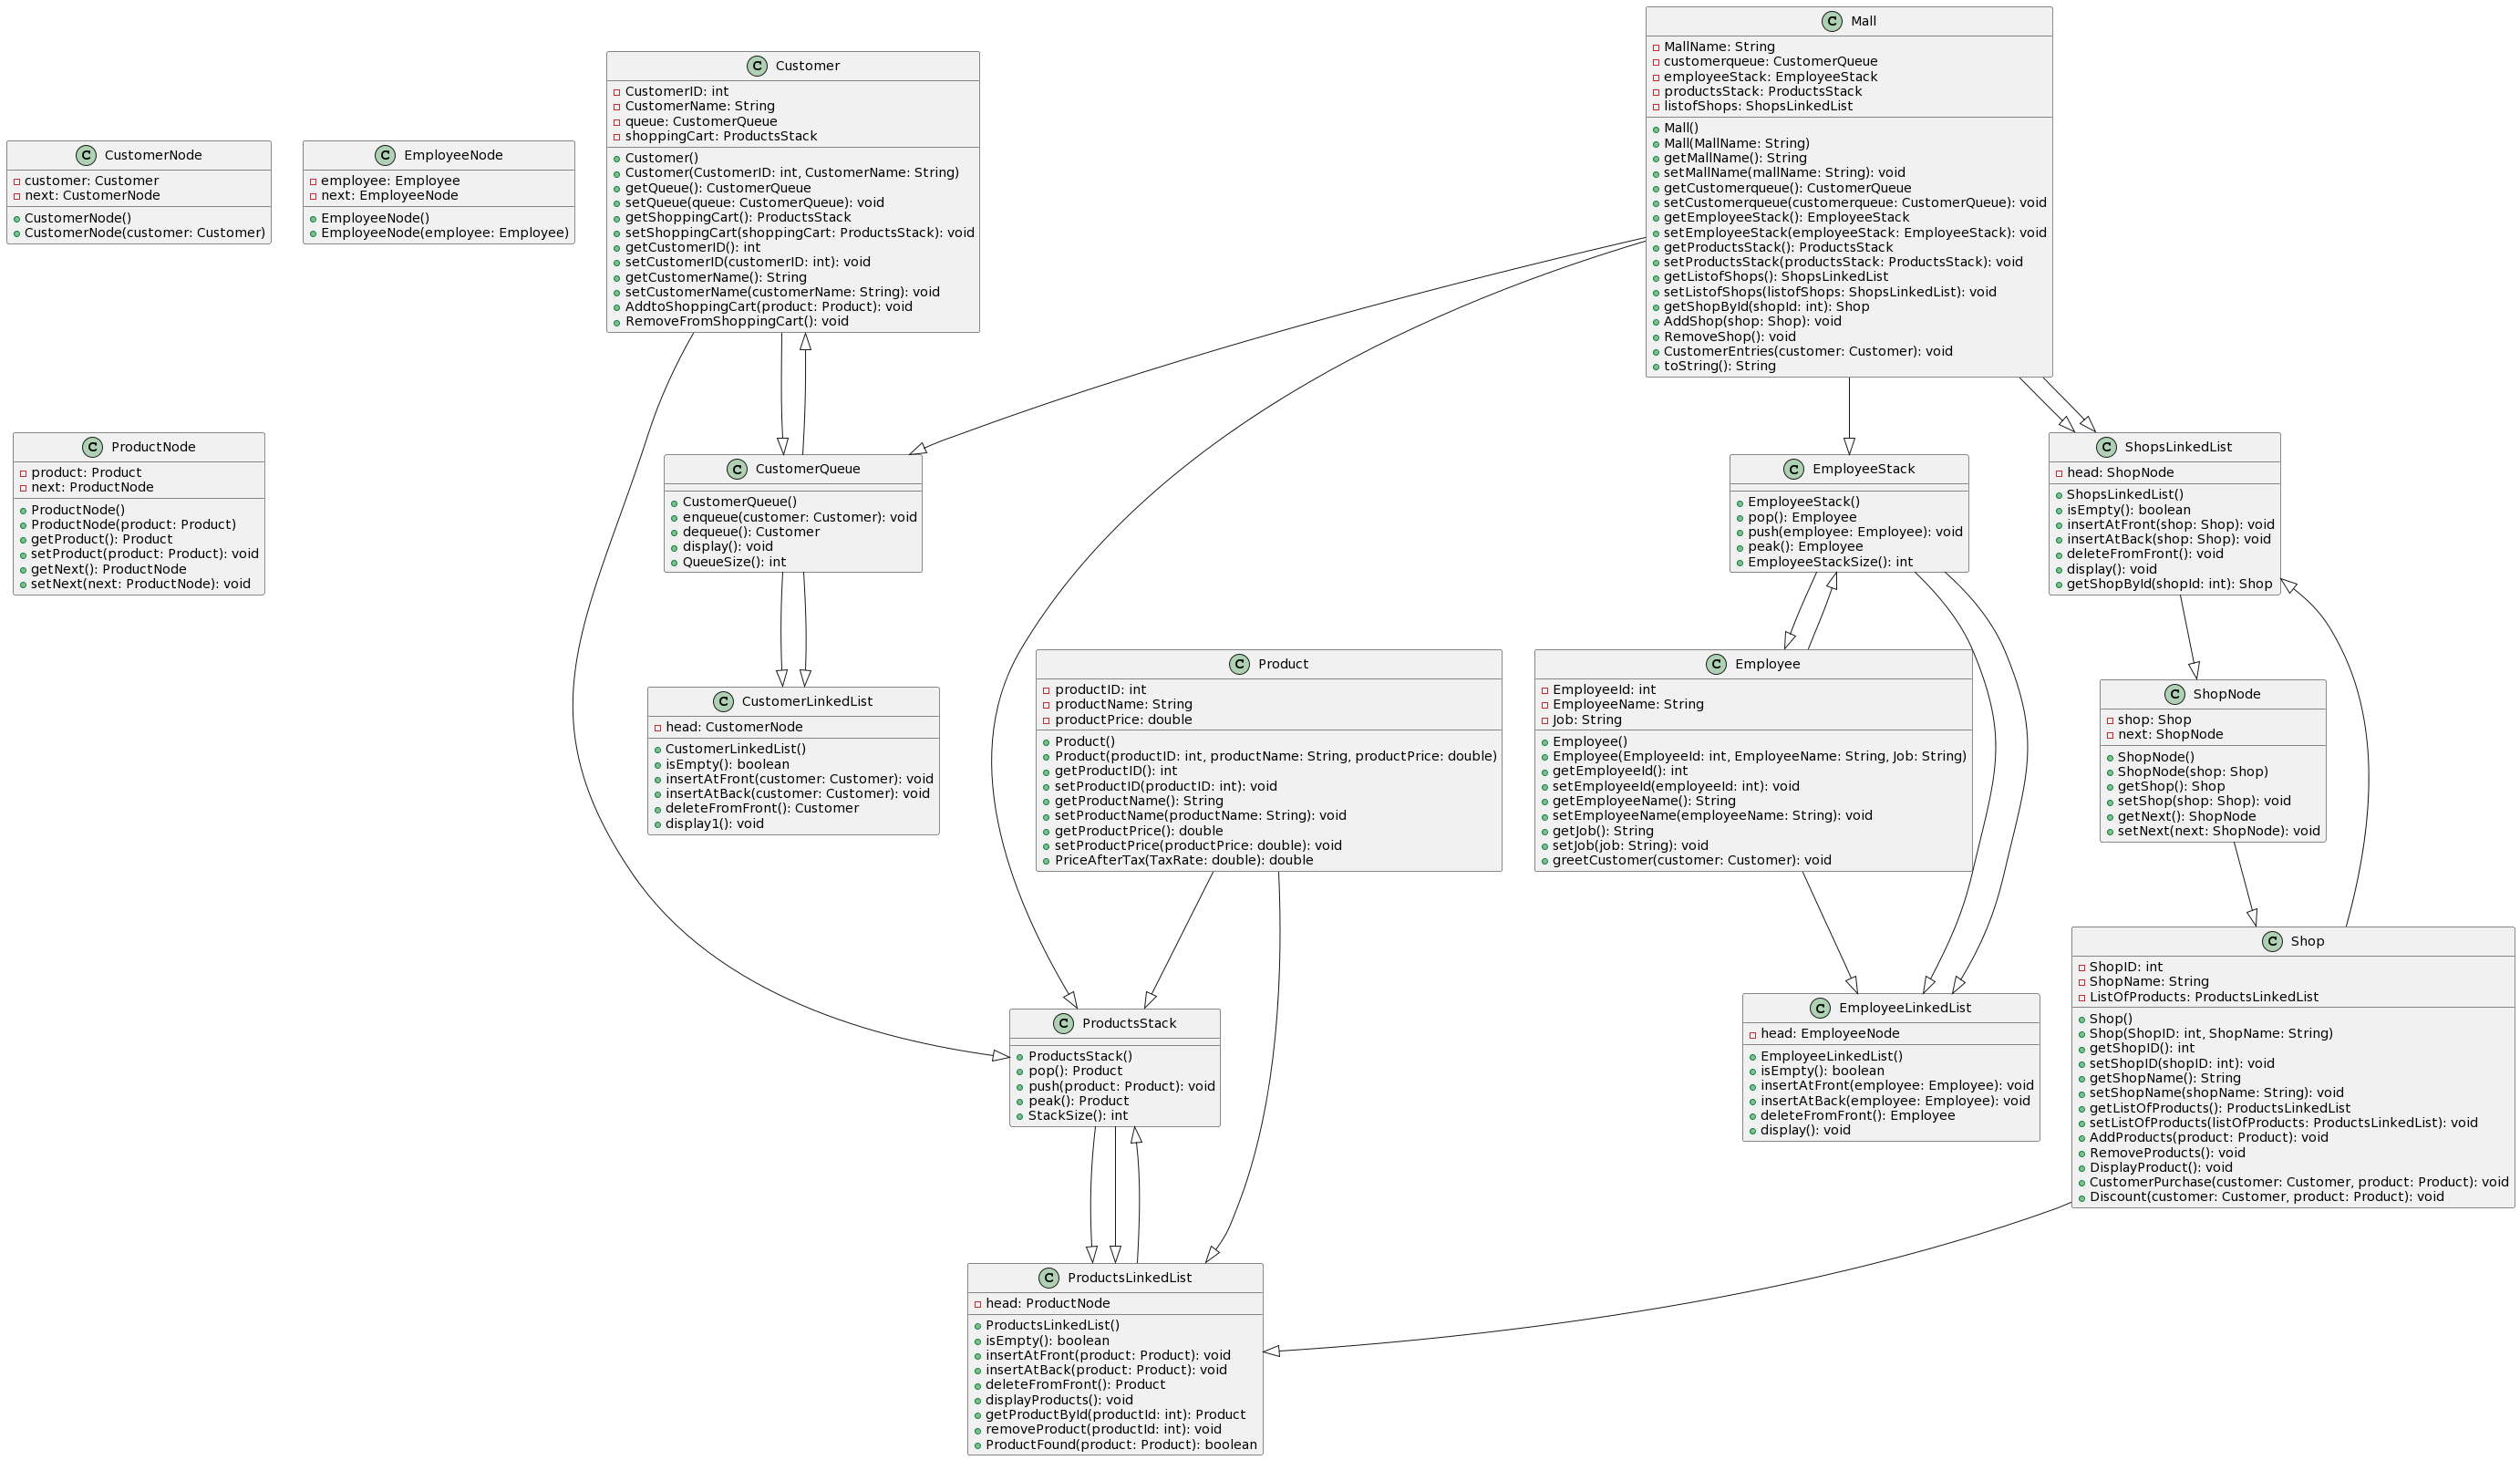 C Mall
MallName: String
customerqueue: CustomerQueue
employeeStack: EmployeeStack
productsStack: ProductsStack
listofShops: ShopsLinkedList
Mall()
Mall(MallName: String)
getMallName(): String
setMallName(mallName: String): void
getCustomerqueue(): CustomerQueue
setCustomerqueue(customerqueue: CustomerQueue): void
getEmployeeStack(): EmployeeStack
setEmployeeStack(employeeStack: EmployeeStack): void
getProductsStack(): ProductsStack
setProductsStack(productsStack: ProductsStack): void
getListofShops(): ShopsLinkedList
setListofShops(listofShops: ShopsLinkedList): void
getShopById(shopId: int): Shop
AddShop(shop: Shop): void
RemoveShop(): void
CustomerEntries(customer: Customer): void
toString(): String
C Customer
CustomerID: int
CustomerName: String
queue: CustomerQueue
shoppingCart: ProductsStack
Customer()
Customer(CustomerID: int, CustomerName: String)
getQueue(): CustomerQueue
setQueue(queue: CustomerQueue): void
getShoppingCart(): ProductsStack
setShoppingCart(shoppingCart: ProductsStack): void
getCustomerID(): int
setCustomerID(customerID: int): void
getCustomerName(): String
setCustomerName(customerName: String): void
AddtoShoppingCart(product: Product): void
RemoveFromShoppingCart(): void
C CustomerNode
customer: Customer
next: CustomerNode
CustomerNode()
CustomerNode(customer: Customer)
C EmployeeNode
employee: Employee
next: EmployeeNode
EmployeeNode()
EmployeeNode(employee: Employee)
C ProductNode
product: Product
next: ProductNode
ProductNode()
ProductNode(product: Product)
getProduct(): Product
setProduct(product: Product): void
getNext(): ProductNode
setNext(next: ProductNode): void
C CustomerQueue
CustomerQueue()
enqueue(customer: Customer): void
dequeue(): Customer
display(): void
QueueSize(): int
C EmployeeStack
EmployeeStack()
pop(): Employee
push(employee: Employee): void
peak(): Employee
EmployeeStackSize(): int
C ShopsLinkedList
head: ShopNode
ShopsLinkedList()
isEmpty(): boolean
insertAtFront(shop: Shop): void
insertAtBack(shop: Shop): void
deleteFromFront(): void
display(): void
getShopById(shopId: int): Shop
C CustomerLinkedList
head: CustomerNode
CustomerLinkedList()
isEmpty(): boolean
insertAtFront(customer: Customer): void
insertAtBack(customer: Customer): void
deleteFromFront(): Customer
display1(): void
C Product
productID: int
productName: String
productPrice: double
Product()
Product(productID: int, productName: String, productPrice: double)
getProductID(): int
setProductID(productID: int): void
getProductName(): String
setProductName(productName: String): void
getProductPrice(): double
setProductPrice(productPrice: double): void
PriceAfterTax(TaxRate: double): double
C Employee
EmployeeId: int
EmployeeName: String
Job: String
Employee()
Employee(EmployeeId: int, EmployeeName: String, Job: String)
getEmployeeId(): int
setEmployeeId(employeeId: int): void
getEmployeeName(): String
setEmployeeName(employeeName: String): void
getJob(): String
setJob(job: String): void
greetCustomer(customer: Customer): void
C ShopNode
shop: Shop
next: ShopNode
ShopNode()
ShopNode(shop: Shop)
getShop(): Shop
setShop(shop: Shop): void
getNext(): ShopNode
setNext(next: ShopNode): void
C ProductsStack
ProductsStack()
pop(): Product
push(product: Product): void
peak(): Product
StackSize(): int
C EmployeeLinkedList
head: EmployeeNode
EmployeeLinkedList()
isEmpty(): boolean
insertAtFront(employee: Employee): void
insertAtBack(employee: Employee): void
deleteFromFront(): Employee
display(): void
C Shop
ShopID: int
ShopName: String
ListOfProducts: ProductsLinkedList
Shop()
Shop(ShopID: int, ShopName: String)
getShopID(): int
setShopID(shopID: int): void
getShopName(): String
setShopName(shopName: String): void
getListOfProducts(): ProductsLinkedList
setListOfProducts(listOfProducts: ProductsLinkedList): void
AddProducts(product: Product): void
RemoveProducts(): void
DisplayProduct(): void
CustomerPurchase(customer: Customer, product: Product): void
Discount(customer: Customer, product: Product): void
C ProductsLinkedList
head: ProductNode
ProductsLinkedList()
isEmpty(): boolean
insertAtFront(product: Product): void
insertAtBack(product: Product): void
deleteFromFront(): Product
displayProducts(): void
getProductById(productId: int): Product
removeProduct(productId: int): void
ProductFound(product: Product): boolean